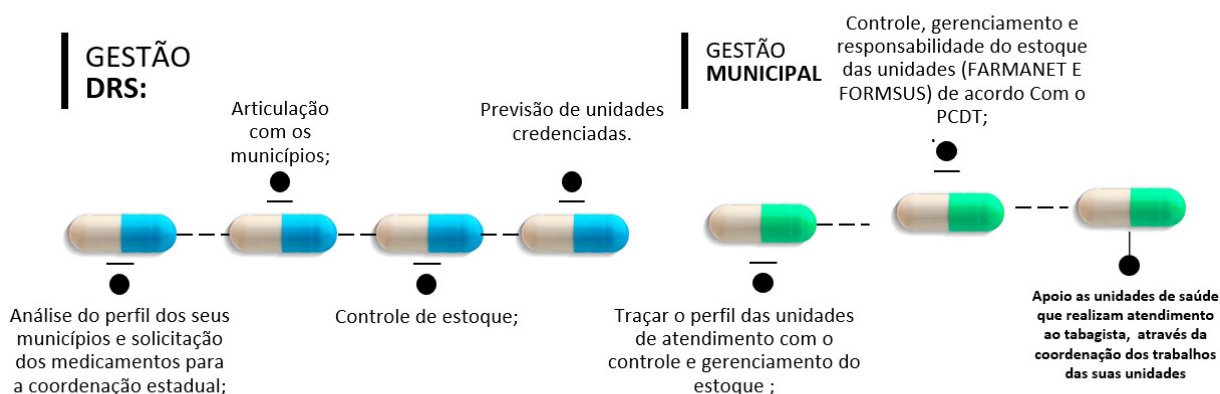 GESTÃO
DRS:
Análise do perfil dos seus
municípios e solicitação
dos medicamentos para
a coordenação estadual;
Articulação
com os
municípios;
Controle de estoque;
Previsão de unidades
credenciadas.
GESTÃO
MUNICIPAL
Traçar o perfil das unidades
de atendimento com o
controle e gerenciamento do
estoque ;
Controle, gerenciamento e
responsabilidade do estoque
das unidades (FARMANET E
FORMSUS) de acordo Com o
PCDT;
.
Apoio as unidades de saúde
que realizam atendimento
ao tabagista, através da
coordenação dos trabalhos
das suas unidades